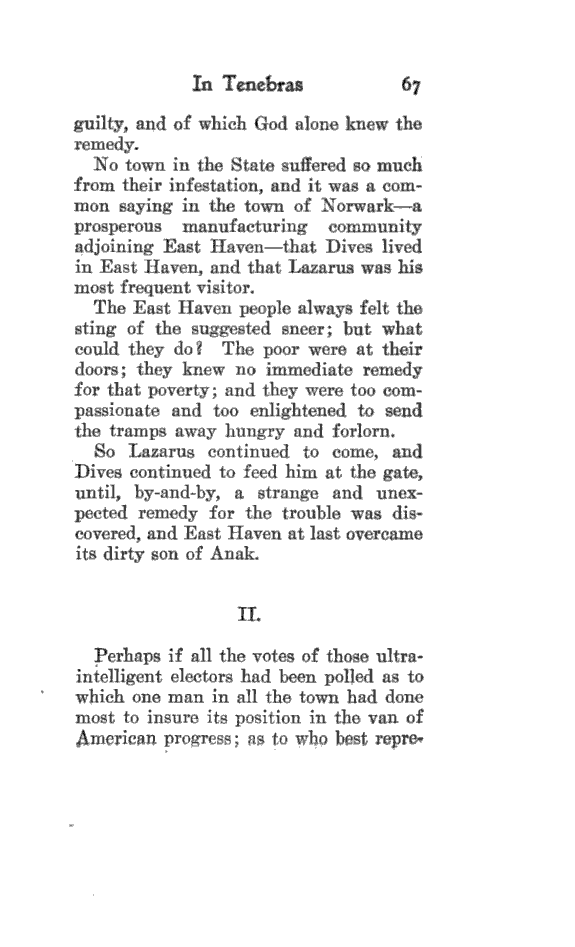 In Tenebras 67
guilty, and of which God alone knew the
remedy.
No town in the State suffered so much
from their infestation, and it was a com-
mon saying in the town of Norwark—a
prosperous manufacturing community
adjoining East Haven—that Dives lived
in East Haven, and that Lazarus was his
most frequent visitor.
The East Haven people always felt the
sting of the suggested sneer; but what
could they do? The poor were at their
doors; they knew no immediate remedy
for that poverty; and they were too com-
passionate and too enlightened to send
the tramps away hungry and forlorn.
So Lazarus continued to come, and
Dives continued to feed him at the gate,
until, by-and-by, a strange and unex-
pected remedy for the trouble was dis-
covered, and East Haven at last overcame
its dirty son of Anak.
II.
Perhaps if all the votes of those ultra-
intelligent electors had been polled as to
which one man in all the town had done
most to insure its position in the van of
American progress; as to who best repre-